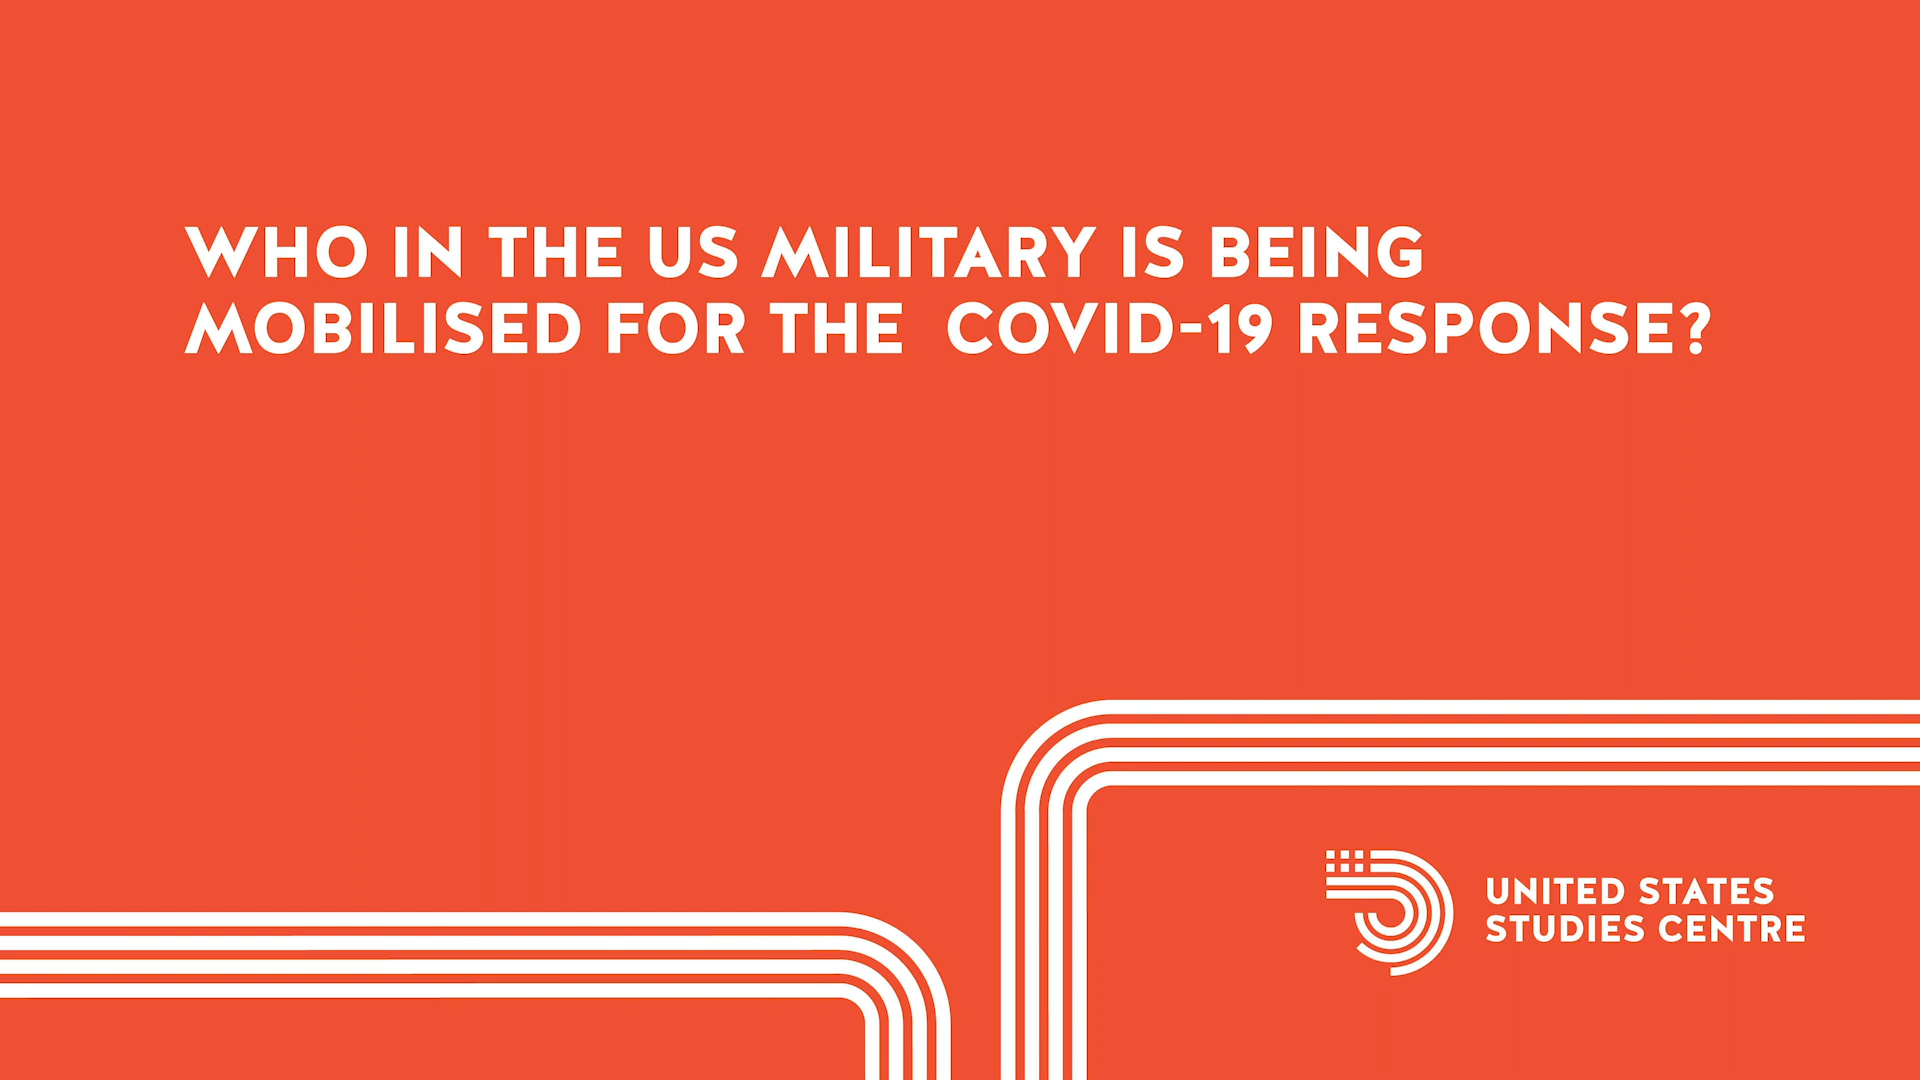 WHO IN THE US MILITARY IS BEING
MOBILISED FOR THE  COVID-19 RESPONSE?
UNITED STATES
STUDIES CENTRE